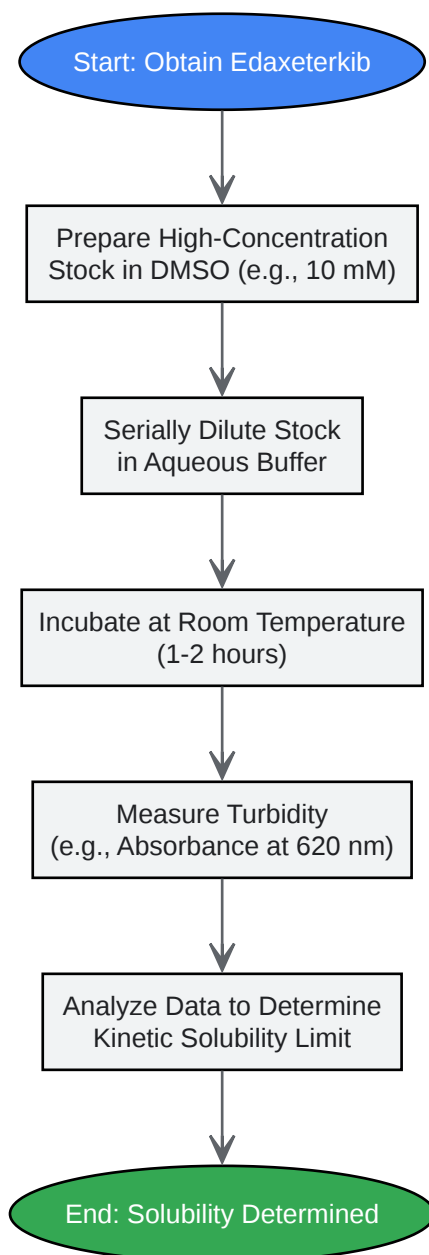 Start: Obtain Edaxeterkib
Prepare High-Concentration
Stock in DMSO (e.g., 10 mM)
Serially Dilute Stock
in Aqueous Buffer
Incubate at Room Temperature
(1-2 hours)
Measure Turbidity
(e.g., Absorbance at 620 nm)
Analyze Data to Determine
Kinetic Solubility Limit
End: Solubility Determined